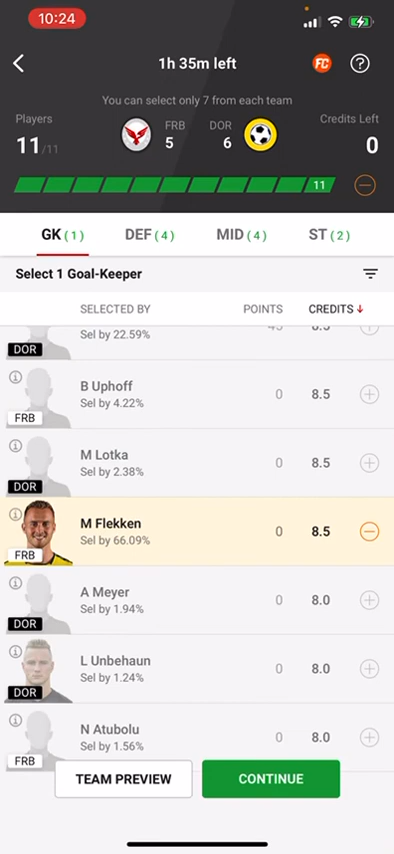 10:24
1h 35m left
FC
?
You can select only 7 from each team
Players
FRB
DOR
Credits Left
11/11
5
6
0
11
GK (1)
DEF (4)
MID (4)
ST (2)
Select 1 Goal-Keeper
SELECTED BY
POINTS
CREDITS ↓
Sel by 22.59%
8.5
DOR
B Uphoff
Sel by 4.22%
0
8.5
FRB
M Lotka
Sel by 2.38%
0
8.5
DOR
M Flekken
Sel by 66.09%
0
8.5
FRB
A Meyer
Sel by 1.94%
0
8.0
DOR
L Unbehaun
Sel by 1.24%
0
8.0
DOR
N Atubolu
Sel by 1.56%
0
8.0
FRB
TEAM PREVIEW
CONTINUE